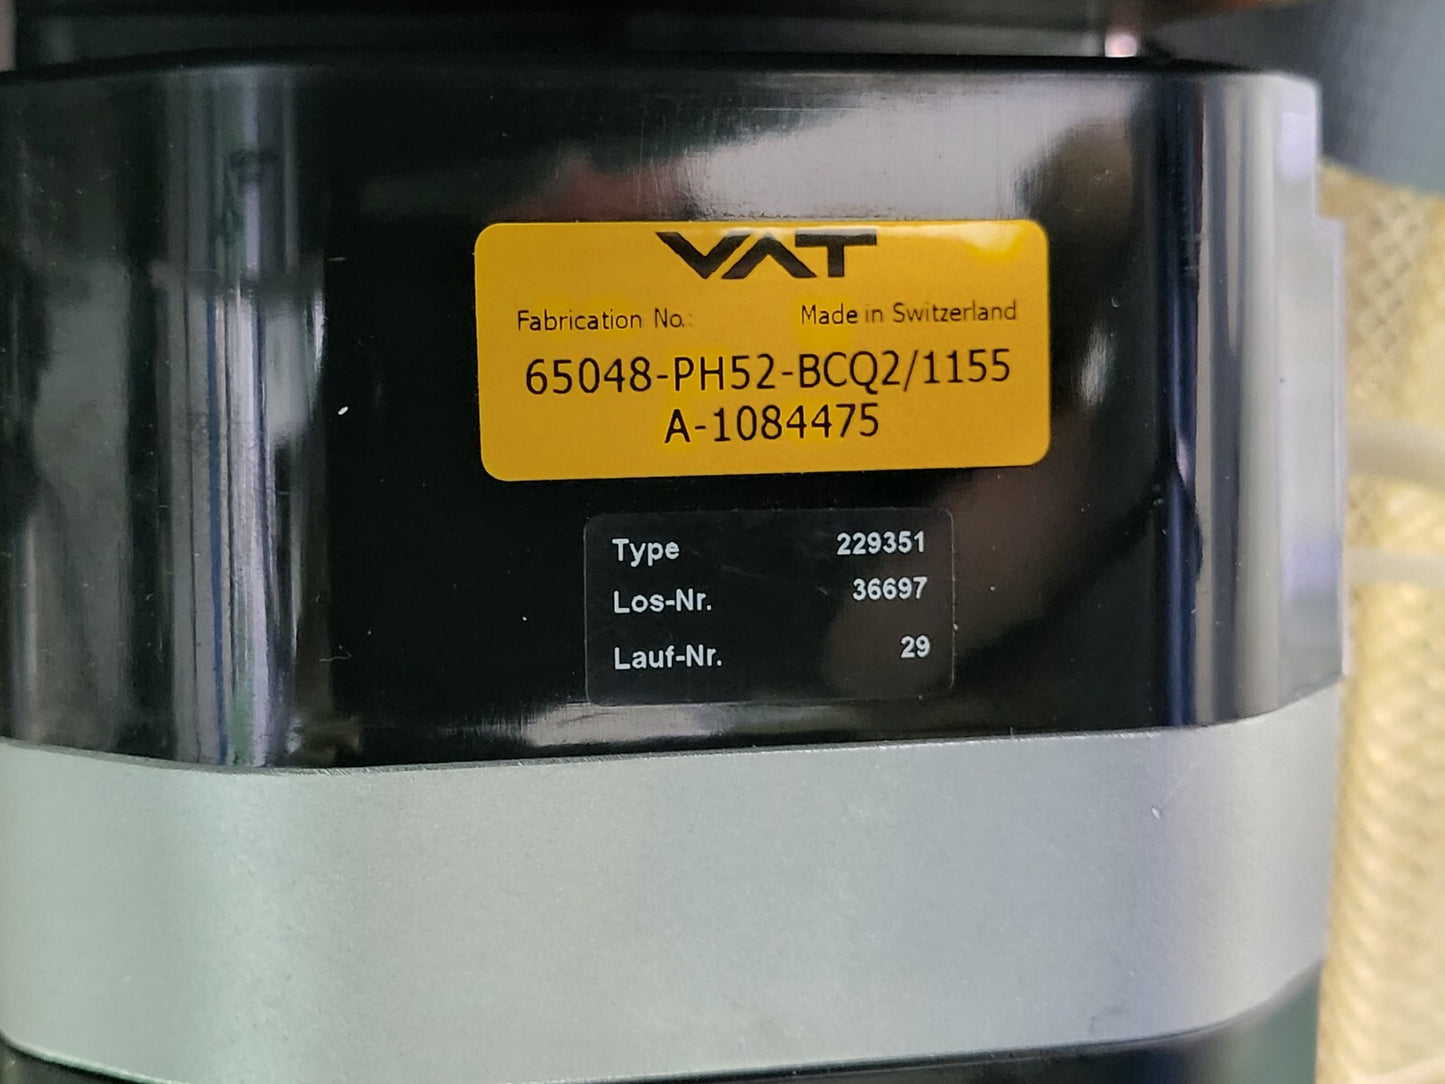 VAT
Fabrication No.: Made in Switzerland
65048-PH52-BCQ2/1155
A-1084475
Type 229351
Los-Nr. 36697
Lauf-Nr. 29